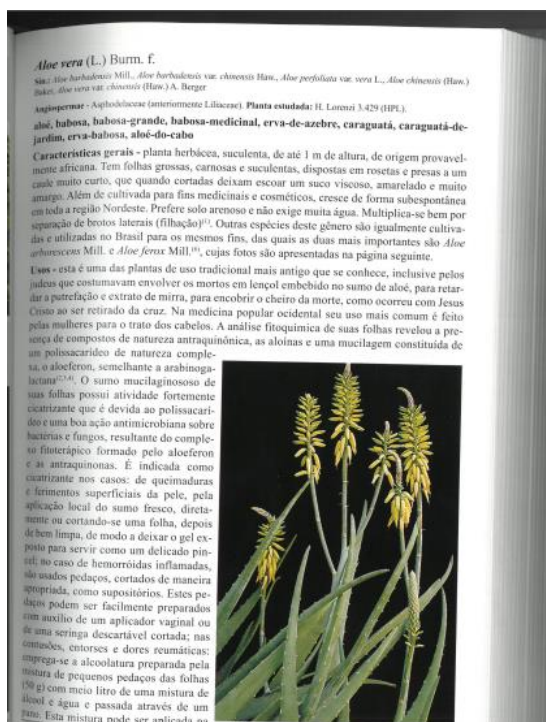 Aloe vera (L.) Burm. f.
Sin.: Aloe barbadensis Mill., Aloe barbadensis var. chinensis Haw., Aloe perfoliata var. vera L., Aloe chinensis (Haw.)
Baker, Aloe vera var. chinensis (Haw.) A. Berger
Angiospermae - Asphodelaceae (anteriormente Liliaceae). Planta estudada: H. Lorenzi 3.429 (HPL).
aloé, babosa, babosa-grande, babosa-medicinal, erva-de-azebre, caraguatá, caraguatá-de-
jardim, erva-babosa, aloé-do-cabo
Características gerais - planta herbácea, suculenta, de até 1 m de altura, de origem provavel-
mente africana. Tem folhas grossas, carnosas e suculentas, dispostas em rosetas e presas a um
caule muito curto, que quando cortadas deixam escoar um suco viscoso, amarelado e muito
amargo. Além de cultivada para fins medicinais e cosméticos, cresce de forma subespontânea
em toda a região Nordeste. Prefere solo arenoso e não exige muita água. Multiplica-se bem por
separação de brotos laterais (filhação)(1). Outras espécies deste gênero são igualmente cultiva-
das e utilizadas no Brasil para os mesmos fins, das quais as duas mais importantes são Aloe
arborescens Mill. e Aloe ferox Mill.(6), cujas fotos são apresentadas na página seguinte.
Usos - esta é uma das plantas de uso tradicional mais antigo que se conhece, inclusive pelos
judeus que costumavam envolver os mortos em lençol embebido no sumo de aloé, para retar-
dar a putrefação e extrato de mirra, para encobrir o cheiro da morte, como ocorreu com Jesus
Cristo ao ser retirado da cruz. Na medicina popular ocidental seu uso mais comum é feito
pelas mulheres para o trato dos cabelos. A análise fitoquímica de suas folhas revelou a pre-
sença de compostos de natureza antraquinônica, as aloinas e uma mucilagem constituída de
um polissacarídeo de natureza comple-
xa, o aloeferon, semelhante a arabinoga-
lactana(2,3,4). O sumo mucilaginososo de
suas folhas possui atividade fortemente
cicatrizante que é devida ao polissacarí-
deo e uma boa ação antimicrobiana sobre
bactérias e fungos, resultante do comple-
xo fitoterápico formado pelo aloeferon
e as antraquinonas. É indicada como
cicatrizante nos casos: de queimaduras
e ferimentos superficiais da pele, pela
aplicação local do sumo fresco, direta-
mente ou cortando-se uma folha, depois
de bem limpa, de modo a deixar o gel ex-
posto para servir como um delicado pin-
cel; no caso de hemorróidas inflamadas,
são usados pedaços, cortados de maneira
apropriada, como supositórios. Estes pe-
daços podem ser facilmente preparados
com auxílio de um aplicador vaginal ou
de uma seringa descartável cortada; nas
contusões, entorses e dores reumáticas:
emprega-se a alcoolatura preparada pela
mistura de pequenos pedaços das folhas
(50 g) com meio litro de uma mistura de
álcool e água e passada através de um
pano. Esta mistura pode ser aplicada na